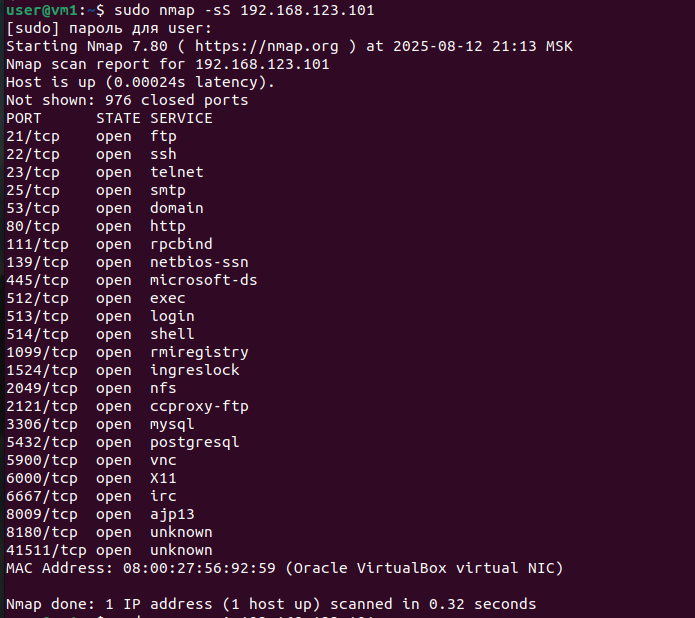 user@vm1:~$ sudo nmap -sS 192.168.123.101
[sudo] пароль для user:
Starting Nmap 7.80 ( https://nmap.org ) at 2025-08-12 21:13 MSK
Nmap scan report for 192.168.123.101
Host is up (0.00024s latency).
Not shown: 976 closed ports
PORT      STATE SERVICE
21/tcp    open  ftp
22/tcp    open  ssh
23/tcp    open  telnet
25/tcp    open  smtp
53/tcp    open  domain
80/tcp    open  http
111/tcp   open  rpcbind
139/tcp   open  netbios-ssn
445/tcp   open  microsoft-ds
512/tcp   open  exec
513/tcp   open  login
514/tcp   open  shell
1099/tcp  open  rmiregistry
1524/tcp  open  ingreslock
2049/tcp  open  nfs
2121/tcp  open  ccproxy-ftp
3306/tcp  open  mysql
5432/tcp  open  postgresql
5900/tcp  open  vnc
6000/tcp  open  X11
6667/tcp  open  irc
8009/tcp  open  ajp13
8180/tcp  open  unknown
41511/tcp open  unknown
MAC Address: 08:00:27:56:92:59 (Oracle VirtualBox virtual NIC)
Nmap done: 1 IP address (1 host up) scanned in 0.32 seconds